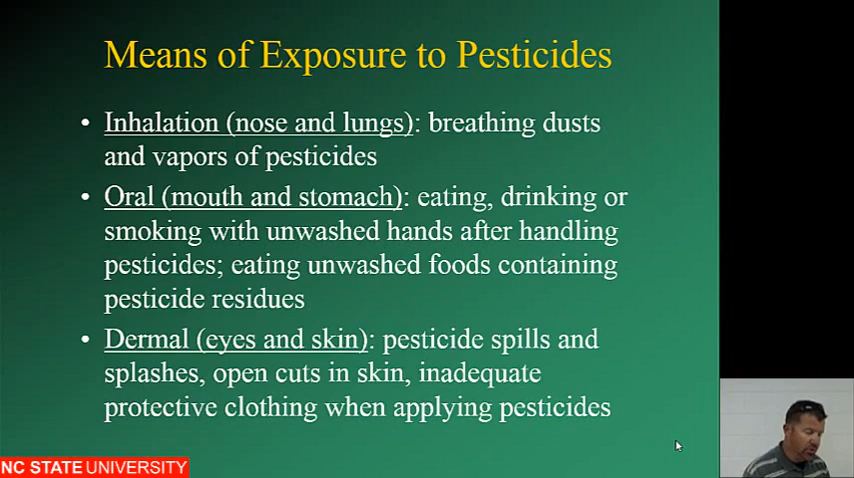 Means of Exposure to Pesticides
• Inhalation (nose and lungs): breathing dusts
and vapors of pesticides
• Oral (mouth and stomach): eating, drinking or
smoking with unwashed hands after handling
pesticides; eating unwashed foods containing
pesticide residues
• Dermal (eyes and skin): pesticide spills and
splashes, open cuts in skin, inadequate
protective clothing when applying pesticides
NC STATE UNIVERSITY